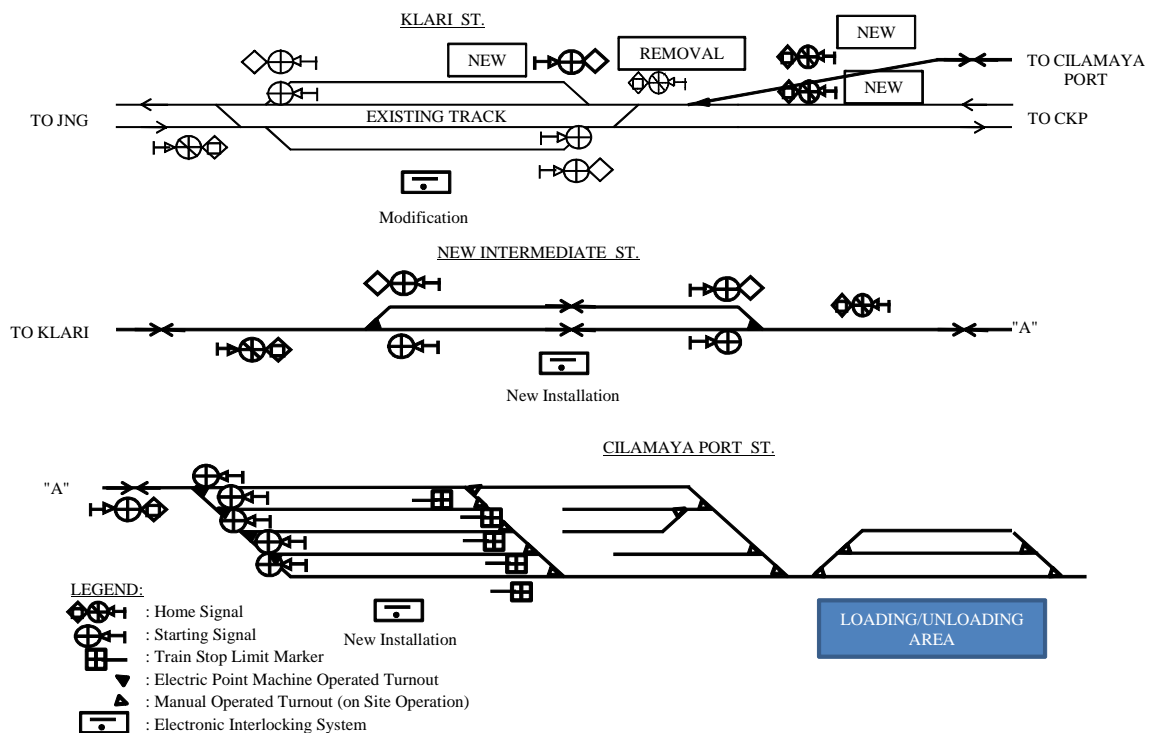 KLARI ST.
NEW
REMOVAL
NEW
NEW
TO CILAMAYA
PORT
TO JNG
EXISTING TRACK
TO CKP
Modification
NEW INTERMEDIATE ST.
TO KLARI
"A"
New Installation
CILAMAYA PORT ST.
"A"
LEGEND:
: Home Signal
: Starting Signal
: Train Stop Limit Marker
: Electric Point Machine Operated Turnout
: Manual Operated Turnout (on Site Operation)
: Electronic Interlocking System
New Installation
LOADING/UNLOADING
AREA